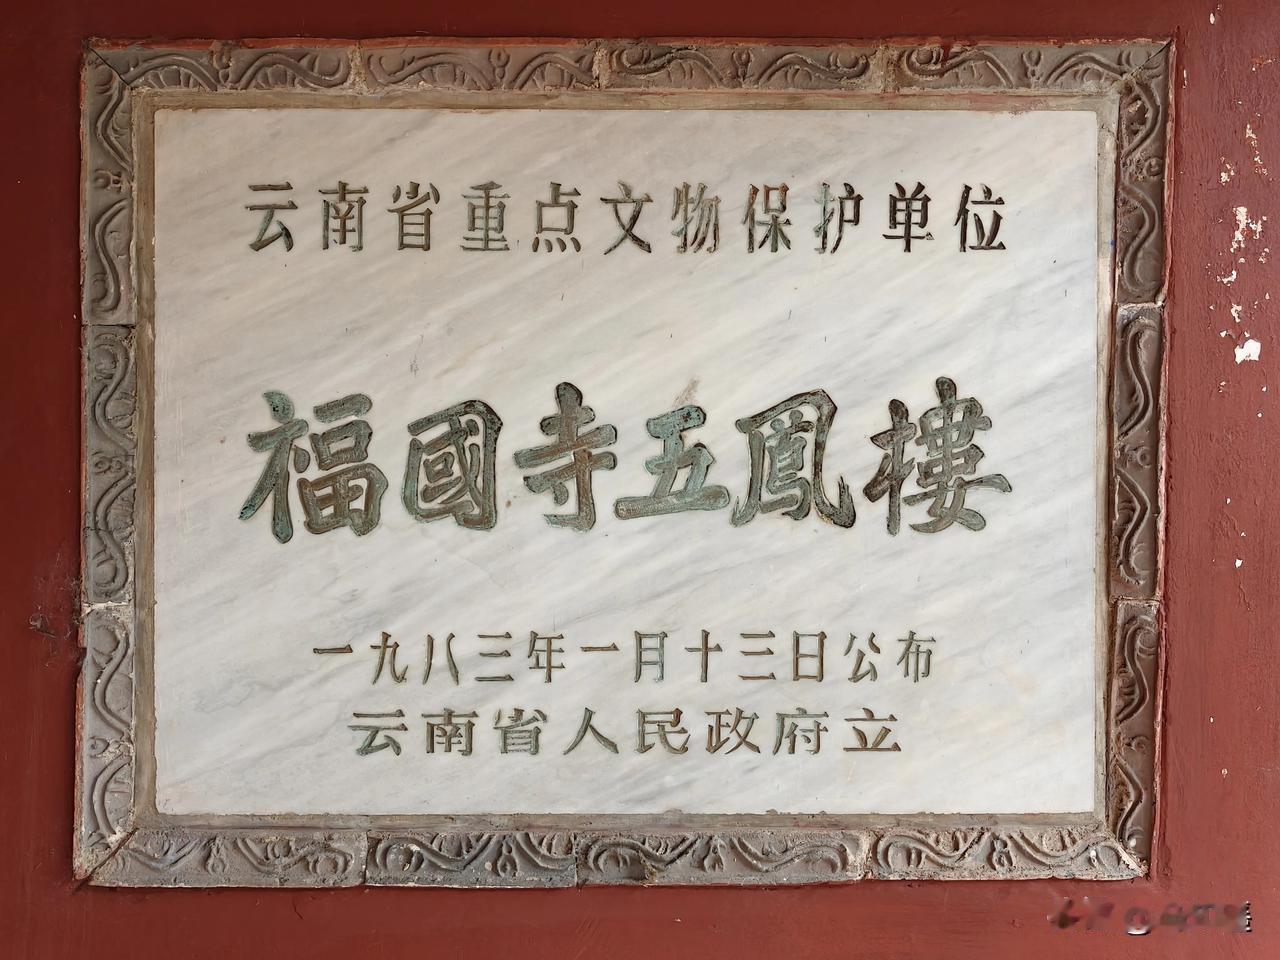 云南省重点文物保护单位
福國寺五鳳樓
一九八三年一月十三日公布
云南省人民政府立